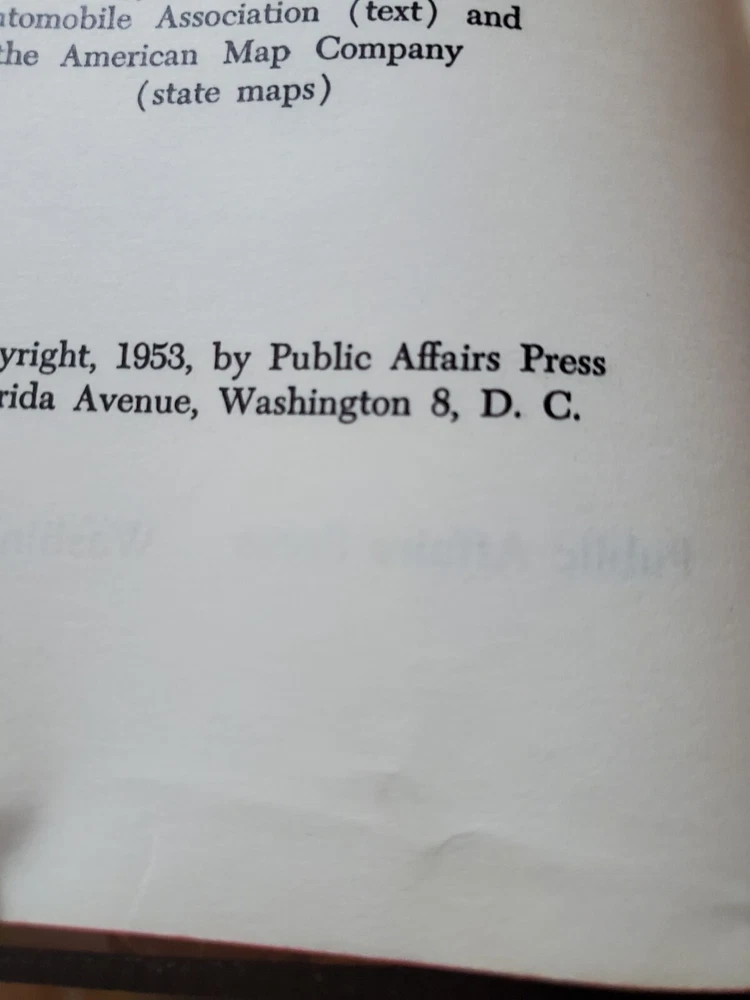 utomobile Association (text) and
the American Map Company
(state maps)
yright, 1953, by Public Affairs Press
rida Avenue, Washington 8, D. C.